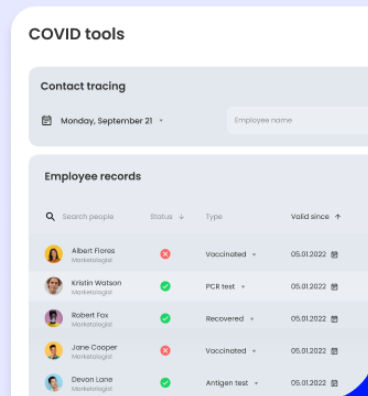 COVID tools
Contact tracing
Monday, September 21
Employee name
Employee records
Search people Status Type Valid since
Albert Flores
Marketologist
Vaccinated 05.01.2022
Kristin Watson
Marketologist
PCR test 05.01.2022
Robert Fox
Marketologist
Recovered 05.01.2022
Jane Cooper
Marketologist
Vaccinated 05.01.2022
Devon Lane
Marketologist
Antigen test 05.01.2022